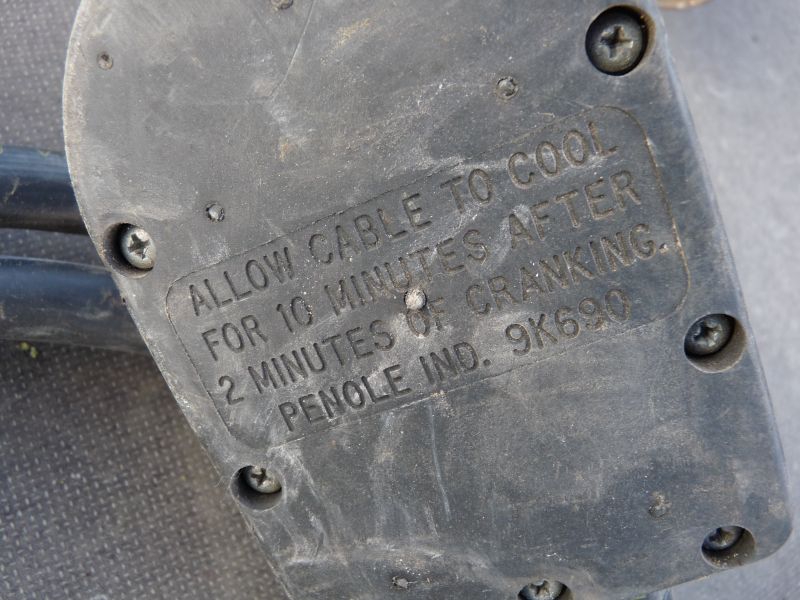 ALLOW CABLE TO COOL
FOR 10 MINUTES AFTER
2 MINUTES OF CRANKING.
PENOLE IND. 9K690